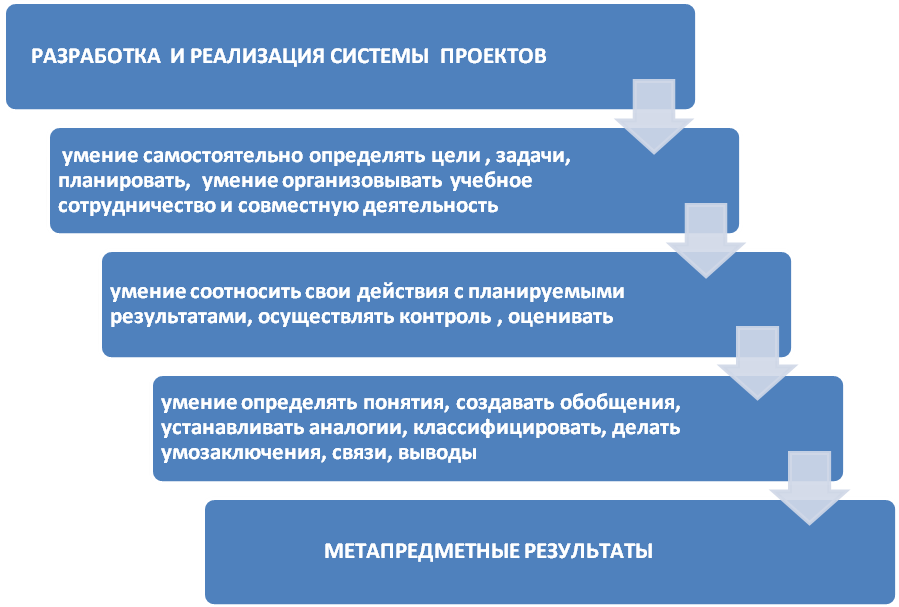 РАЗРАБОТКА И РЕАЛИЗАЦИЯ СИСТЕМЫ ПРОЕКТОВ
умение самостоятельно определять цели , задачи,
планировать, умение организовывать учебное
сотрудничество и совместную деятельность
умение соотносить свои действия с планируемыми
результатами, осуществлять контроль , оценивать
умение определять понятия, создавать обобщения,
устанавливать аналогии, классифицировать, делать
умозаключения, связи, выводы
МЕТАПРЕДМЕТНЫЕ РЕЗУЛЬТАТЫ